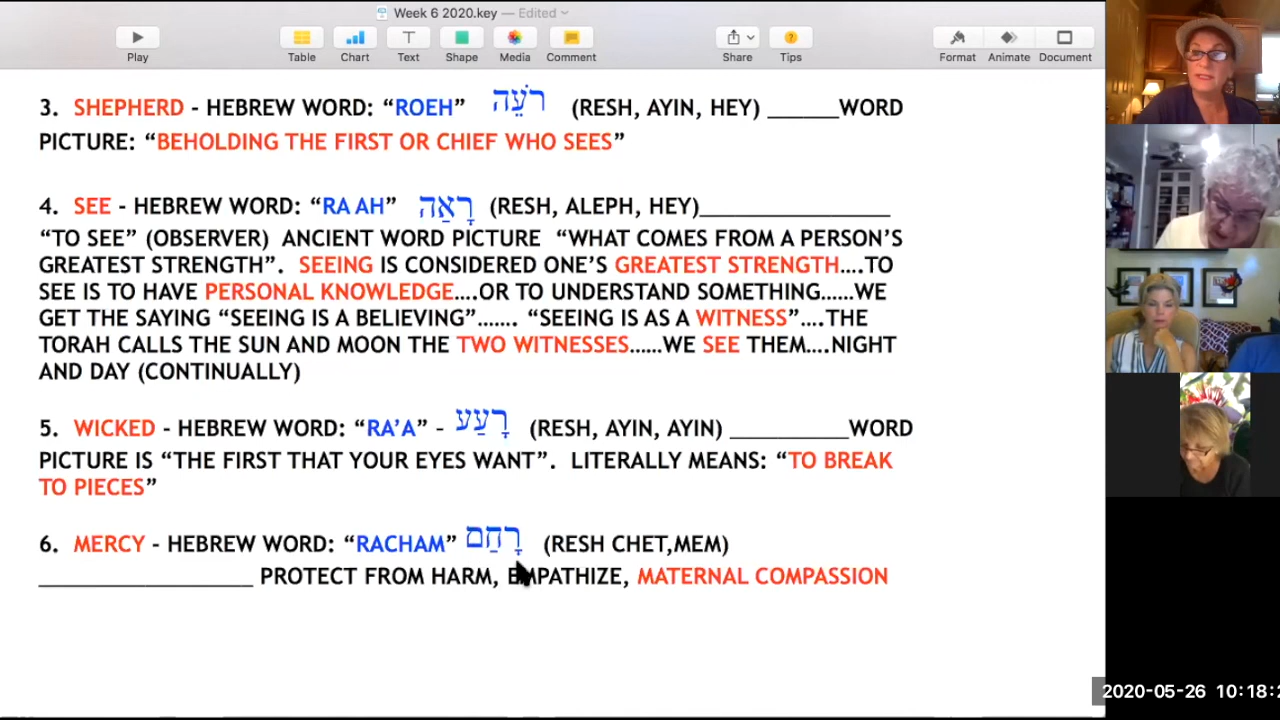 Week 6 2020.key — Edited
Play
Table
Chart
Text
Shape
Media
Comment
Share
Tips
Format
Animate
Document
3. SHEPHERD - HEBREW WORD: “ROEH” רֹעֵה (RESH, AYIN, HEY) ______WORD
PICTURE: “BEHOLDING THE FIRST OR CHIEF WHO SEES”
4. SEE - HEBREW WORD: “RA AH” רָאַה (RESH, ALEPH, HEY)________________
“TO SEE” (OBSERVER) ANCIENT WORD PICTURE “WHAT COMES FROM A PERSON’S
GREATEST STRENGTH”. SEEING IS CONSIDERED ONE’S GREATEST STRENGTH….TO
SEE IS TO HAVE PERSONAL KNOWLEDGE….OR TO UNDERSTAND SOMETHING……WE
GET THE SAYING “SEEING IS A BELIEVING”……. “SEEING IS AS A WITNESS”….THE
TORAH CALLS THE SUN AND MOON THE TWO WITNESSES……WE SEE THEM….NIGHT
AND DAY (CONTINUALLY)
5. WICKED - HEBREW WORD: “RA’A” - רָעַע (RESH, AYIN, AYIN) __________WORD
PICTURE IS “THE FIRST THAT YOUR EYES WANT”. LITERALLY MEANS: “TO BREAK
TO PIECES”
6. MERCY - HEBREW WORD: “RACHAM” רָחַם (RESH CHET,MEM)
__________________ PROTECT FROM HARM, EMPATHIZE, MATERNAL COMPASSION
2020-05-26 10:18:2